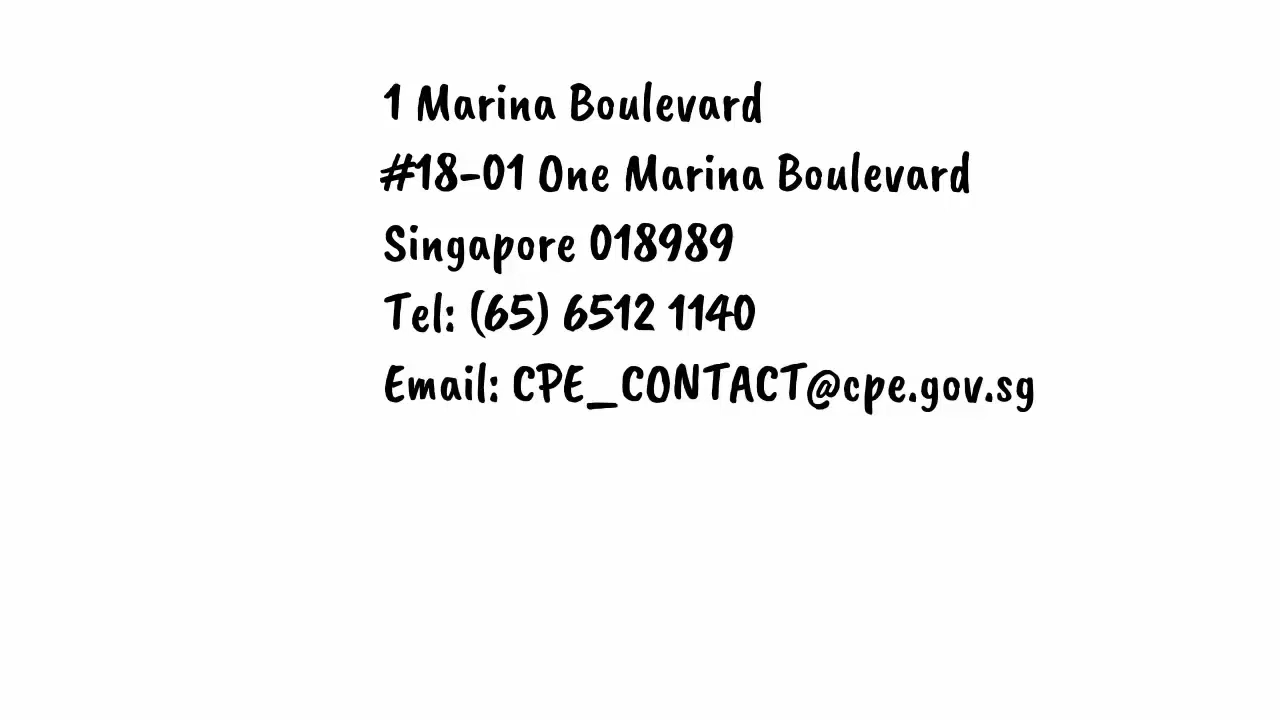 1 Marina Boulevard
#18-01 One Marina Boulevard
Singapore 018989
Tel: (65) 6512 1140
Email: CPE_CONTACT@cpe.gov.sg